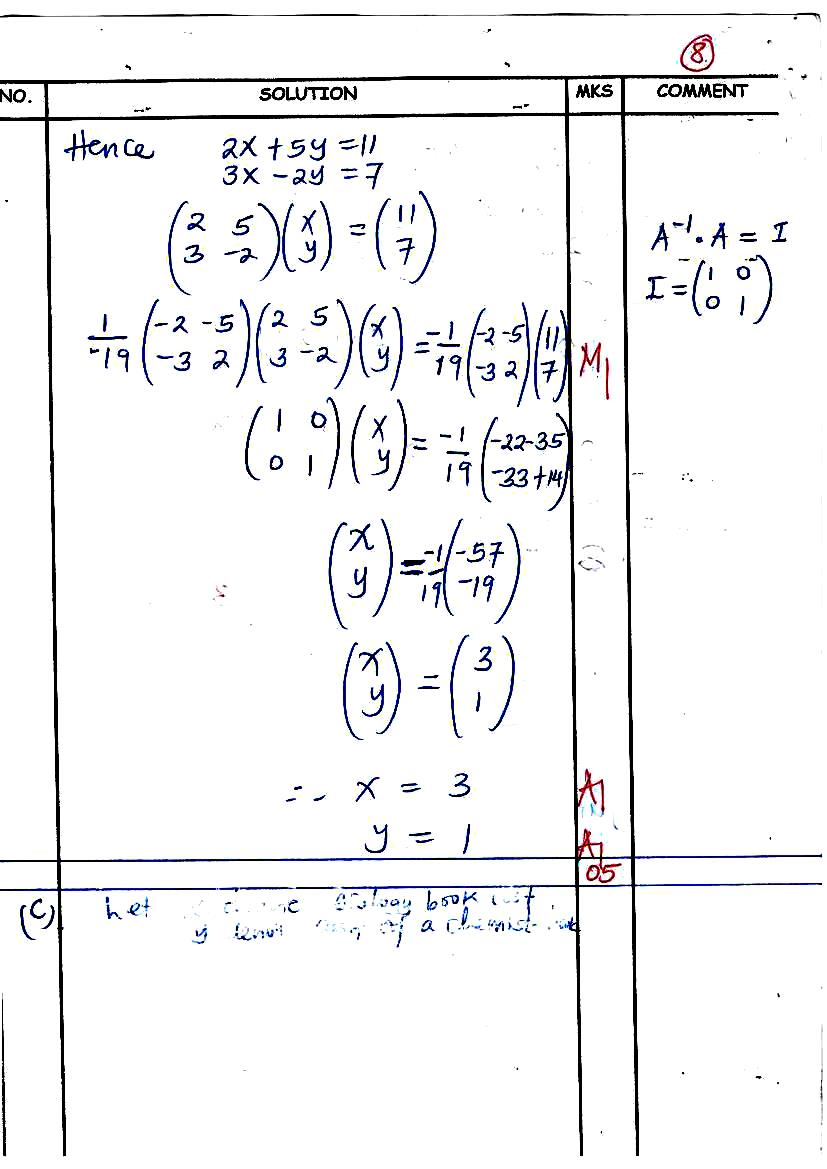 8.
NO. SOLUTION MKS COMMENT
Hence 2x + 5y = 11
3x - 2y = 7
(2 5
3 -2) (x
y) = (11
7)
A⁻¹. A = I
I = (1 0
0 1)
1/-19 (-2 -5
-3 2) (2 5
3 -2) (x
y) = -1/19 (-2 -5
-3 2) (11
7) M1
(1 0
0 1) (x
y) = -1/19 (-22-35
-33+14)
(x
y) = -1/19 (-57
-19)
(x
y) = (3
1)
∴ x = 3 A1
y = 1 A1
05
(C) Let book
y of a